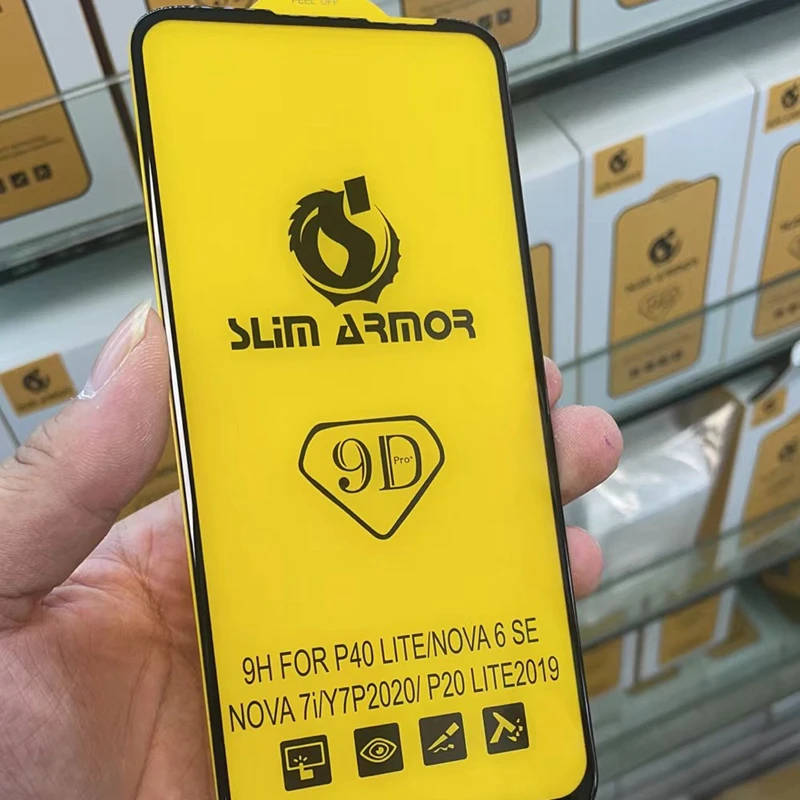 PEEL OFF
SLIM ARMOR
9D
Pro+
9H FOR P40 LITE/NOVA 6 SE
NOVA 7i/Y7P2020/ P20 LITE2019